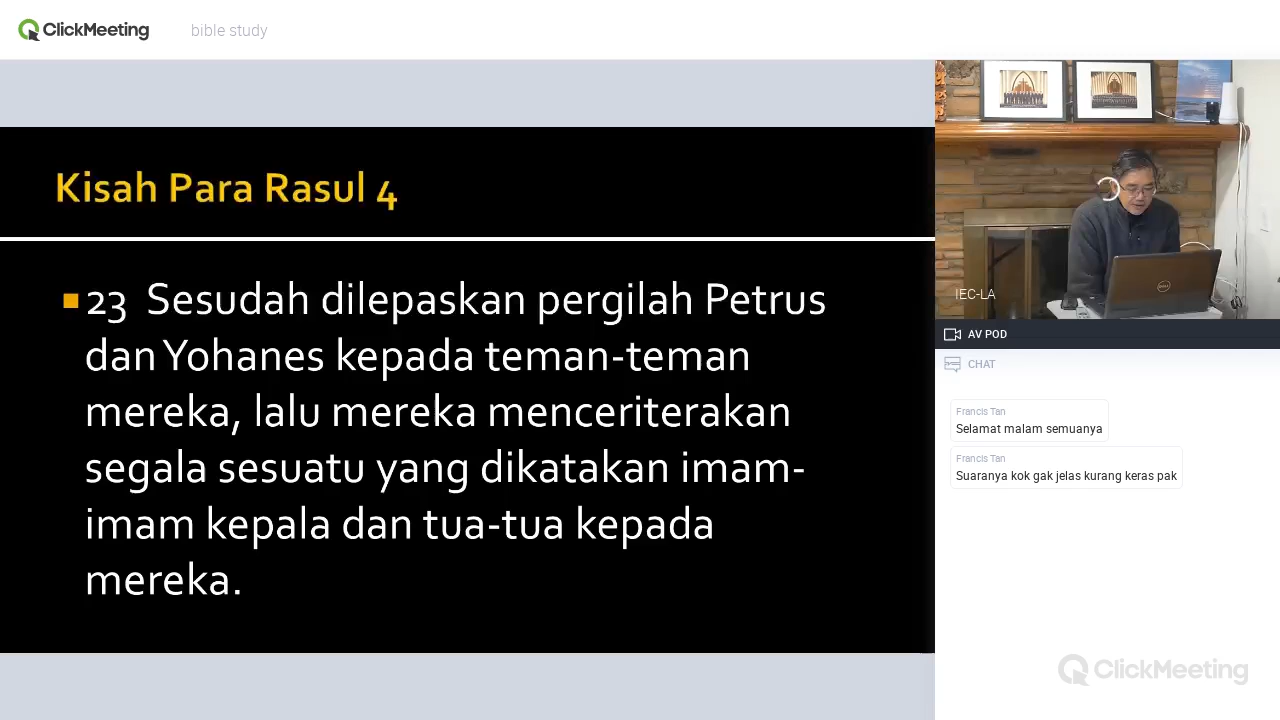 ClickMeeting
bible study
Kisah Para Rasul 4
23 Sesudah dilepaskan pergilah Petrus
dan Yohanes kepada teman-teman
mereka, lalu mereka menceriterakan
segala sesuatu yang dikatakan imam-
imam kepala dan tua-tua kepada
mereka.
IEC-LA
AV POD
CHAT
Francis Tan
Selamat malam semuanya
Francis Tan
Suaranya kok gak jelas kurang keras pak
ClickMeeting